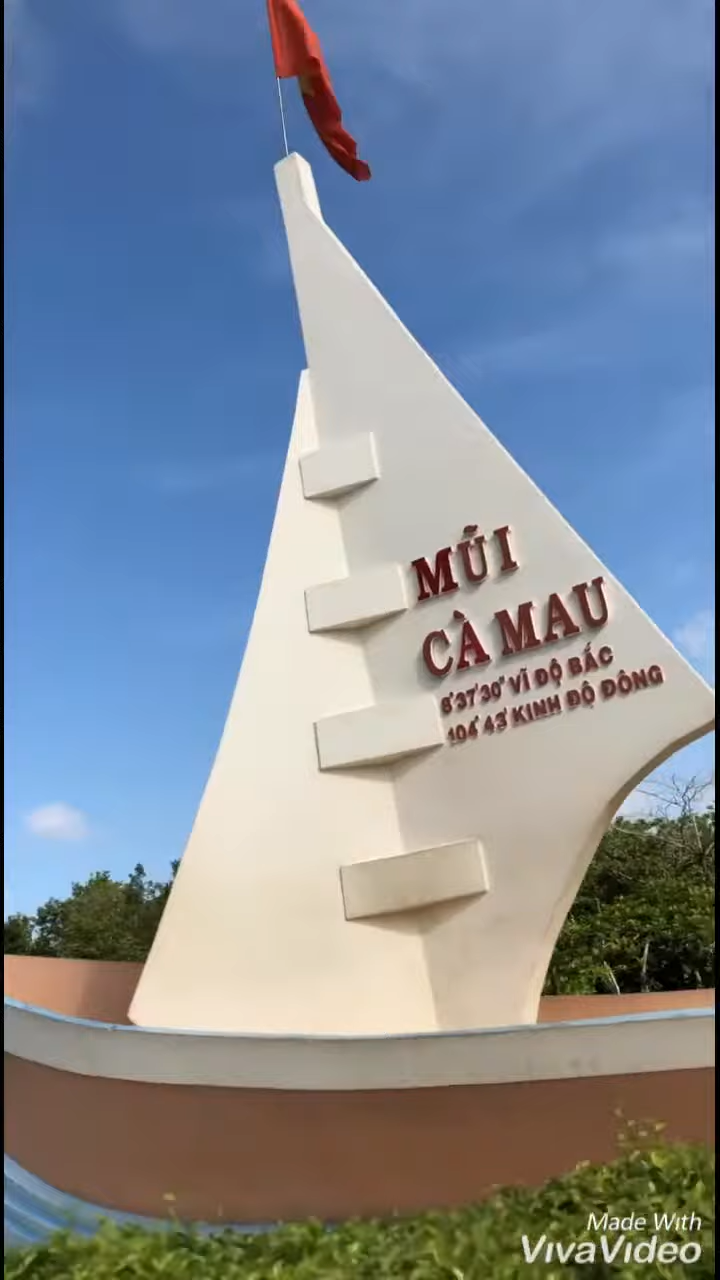 MŨI
CÀ MAU
8°37'30" VĨ ĐỘ BẮC
104°43' KINH ĐỘ ĐÔNG
Made With
VivaVideo